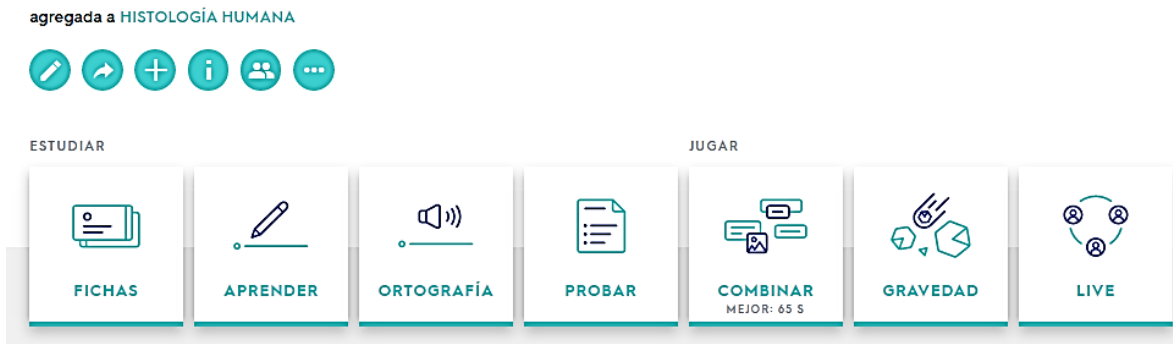 agregada a HISTOLOGÍA HUMANA
ESTUDIAR
JUGAR
FICHAS
APRENDER
ORTOGRAFÍA
PROBAR
COMBINAR
MEJOR: 65 S
GRAVEDAD
LIVE